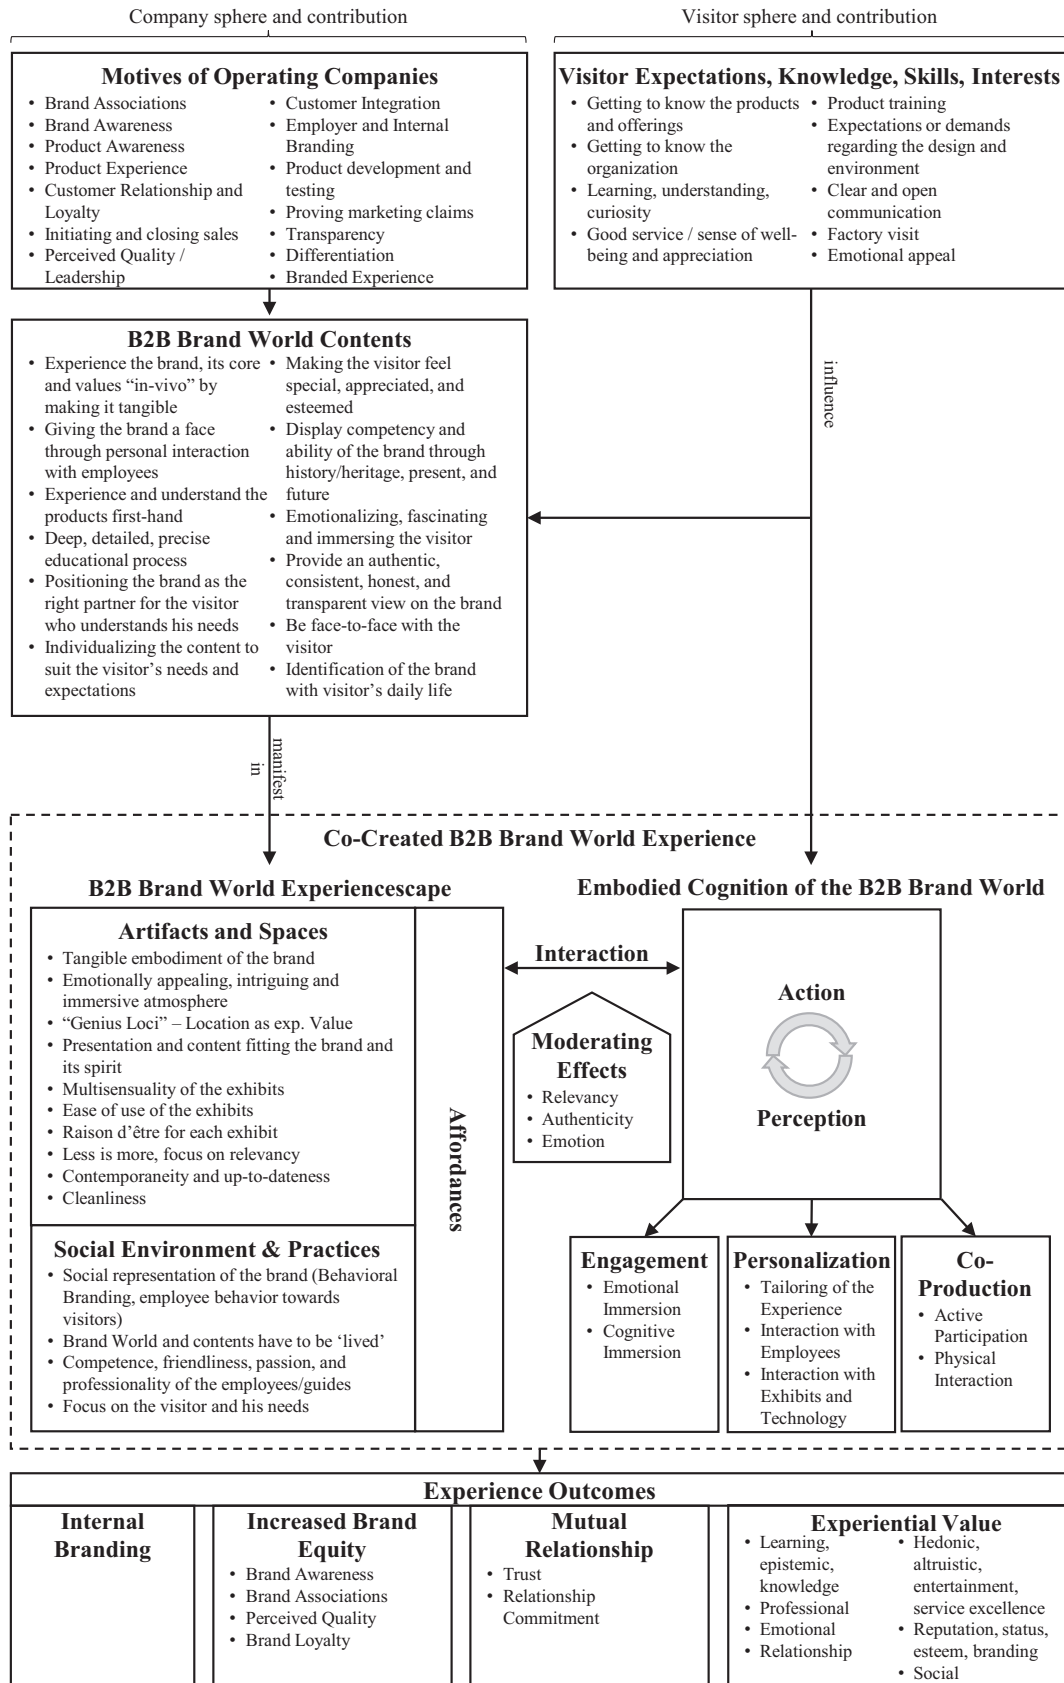 Company sphere and contribution
Visitor sphere and contribution
Motives of Operating Companies
• Brand Associations
• Brand Awareness
• Product Awareness
• Product Experience
• Customer Relationship and
Loyalty
• Initiating and closing sales
• Perceived Quality /
Leadership
• Customer Integration
• Employer and Internal
Branding
• Product development and
testing
• Proving marketing claims
• Transparency
• Differentiation
• Branded Experience
Visitor Expectations, Knowledge, Skills, Interests
• Getting to know the products
and offerings
• Getting to know the
organization
• Learning, understanding,
curiosity
• Good service / sense of well-
being and appreciation
• Product training
• Expectations or demands
regarding the design and
environment
• Clear and open
communication
• Factory visit
• Emotional appeal
B2B Brand World Contents
• Experience the brand, its core
and values “in-vivo” by
making it tangible
• Giving the brand a face
through personal interaction
with employees
• Experience and understand the
products first-hand
• Deep, detailed, precise
educational process
• Positioning the brand as the
right partner for the visitor
who understands his needs
• Individualizing the content to
suit the visitor’s needs and
expectations
• Making the visitor feel
special, appreciated, and
esteemed
• Display competency and
ability of the brand through
history/heritage, present, and
future
• Emotionalizing, fascinating
and immersing the visitor
• Provide an authentic,
consistent, honest, and
transparent view on the brand
• Be face-to-face with the
visitor
• Identification of the brand
with visitor’s daily life
influence
manifest
in
Co-Created B2B Brand World Experience
B2B Brand World Experiencescape
Embodied Cognition of the B2B Brand World
Artifacts and Spaces
• Tangible embodiment of the brand
• Emotionally appealing, intriguing and
immersive atmosphere
• “Genius Loci” – Location as exp. Value
• Presentation and content fitting the brand and
its spirit
• Multisensuality of the exhibits
• Ease of use of the exhibits
• Raison d’être for each exhibit
• Less is more, focus on relevancy
• Contemporaneity and up-to-dateness
• Cleanliness
Social Environment & Practices
• Social representation of the brand (Behavioral
Branding, employee behavior towards
visitors)
• Brand World and contents have to be ‘lived’
• Competence, friendliness, passion, and
professionality of the employees/guides
• Focus on the visitor and his needs
Affordances
Interaction
Moderating
Effects
• Relevancy
• Authenticity
• Emotion
Action
Perception
Engagement
• Emotional
Immersion
• Cognitive
Immersion
Personalization
• Tailoring of the
Experience
• Interaction with
Employees
• Interaction with
Exhibits and
Technology
Co-
Production
• Active
Participation
• Physical
Interaction
Experience Outcomes
Internal
Branding
Increased Brand
Equity
• Brand Awareness
• Brand Associations
• Perceived Quality
• Brand Loyalty
Mutual
Relationship
• Trust
• Relationship
Commitment
Experiential Value
• Learning,
epistemic,
knowledge
• Professional
• Emotional
• Relationship
• Hedonic,
altruistic,
entertainment,
service excellence
• Reputation, status,
esteem, branding
• Social